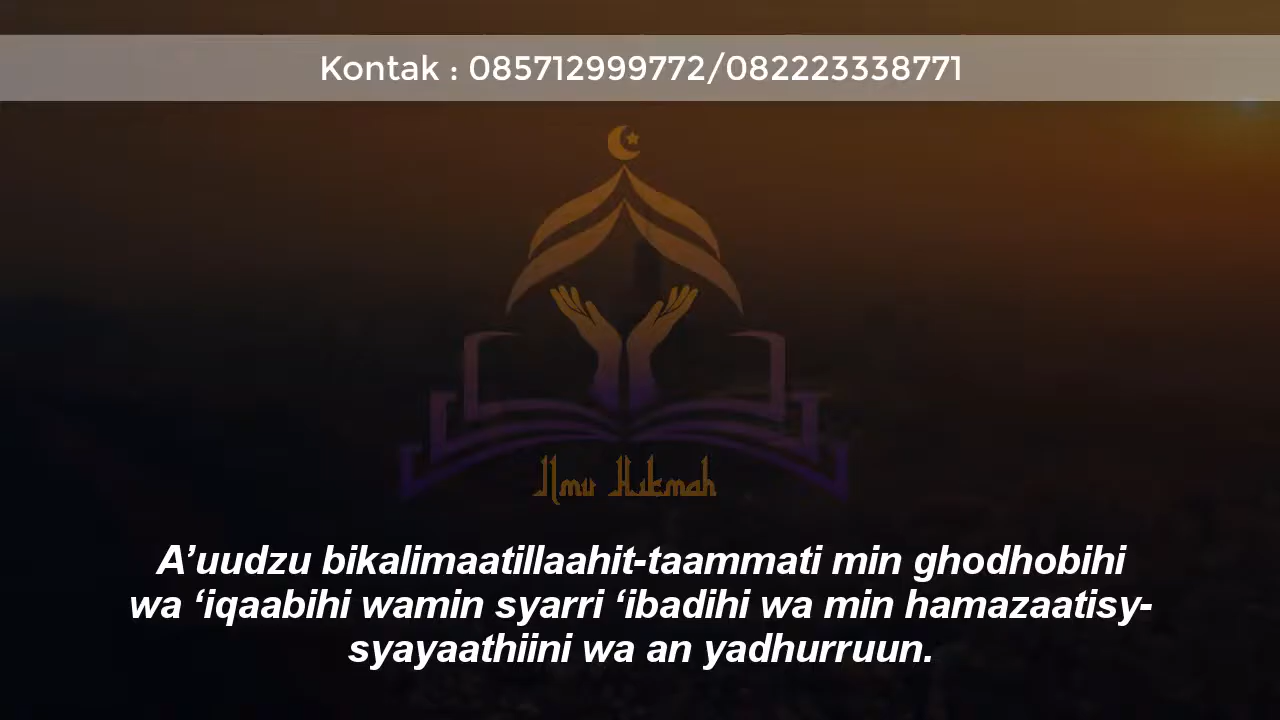 Kontak : 085712999772/082223338771
Ilmu Hikmah
A’uudzu bikalimaatillaahit-taammati min ghodhobihi
wa ‘iqaabihi wamin syarri ‘ibadihi wa min hamazaatisy-
syayaathiini wa an yadhurruun.